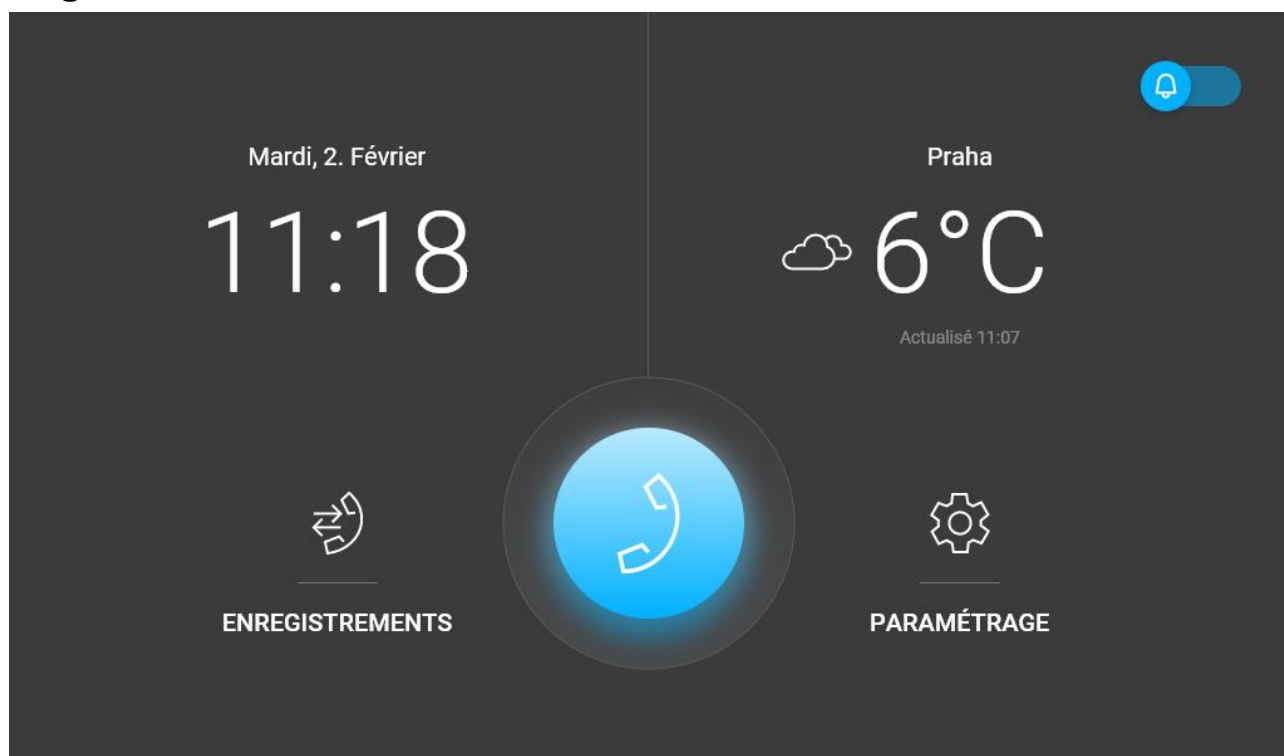 Mardi, 2. Février
11:18
Praha
6°C
Actualisé 11:07
ENREGISTREMENTS
PARAMÉTRAGE